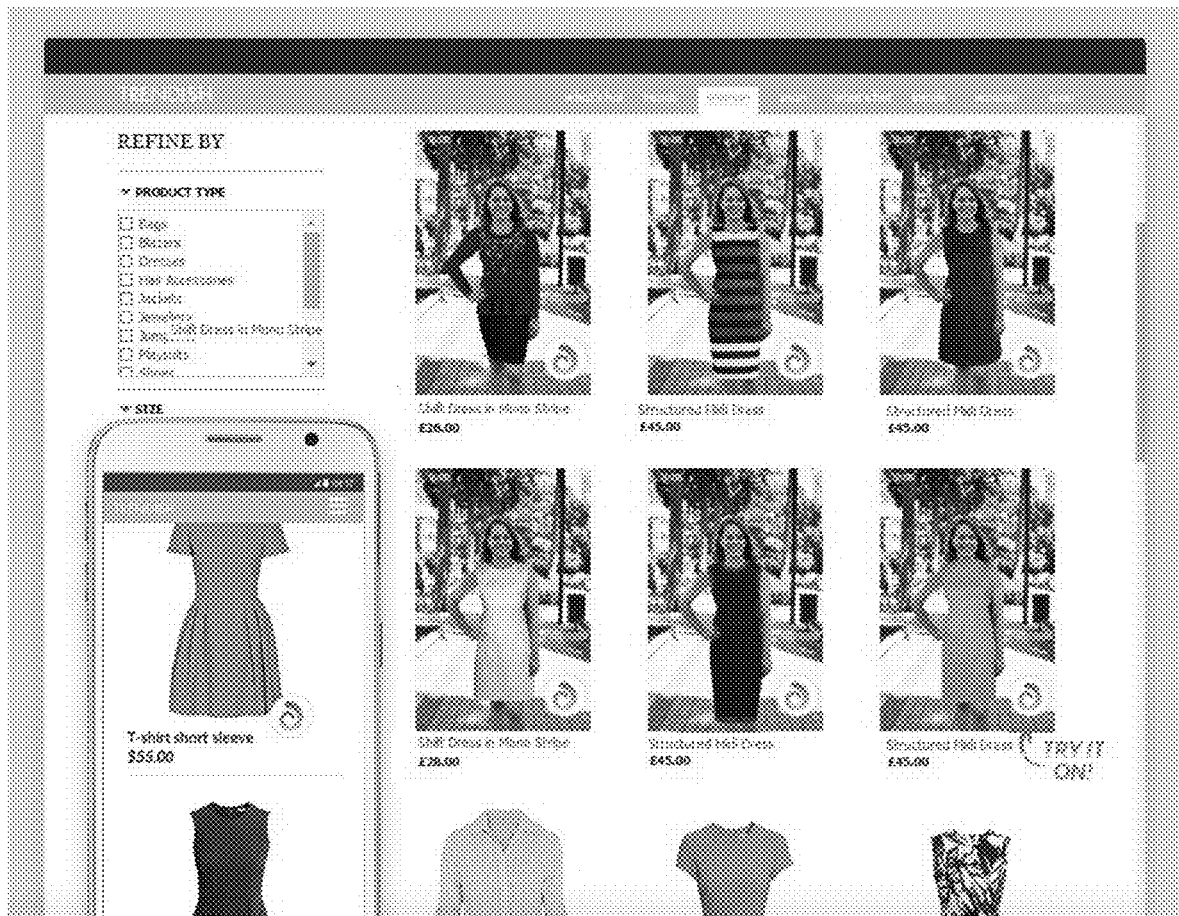 REFINE BY
PRODUCT TYPE
Bags
Blazers
Dresses
Hair Accessories
Jackets
Jewelery
Shift Dress in Mono Stripe
Playsuits
Shoes
SIZE
Shift Dress in Mono Stripe
£26.00
Structured Midi Dress
£45.00
Structured Midi Dress
£45.00
Shift Dress in Mono Stripe
£28.00
Structured Midi Dress
£45.00
Structured Midi Dress
£45.00
TRY IT
ON!
T-shirt short sleeve
$55.00